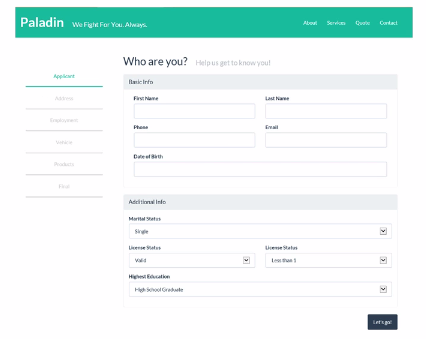 Paladin We Fight For You. Always.
About Services Quote Contact
Who are you? Help us get to know you!
Applicant
Address
Employment
Vehicle
Products
Final
Basic Info
First Name Last Name
Phone Email
Date of Birth
Additional Info
Marital Status
Single
License Status License Status
Valid Less than 1
Highest Education
High School Graduate
Let's go!